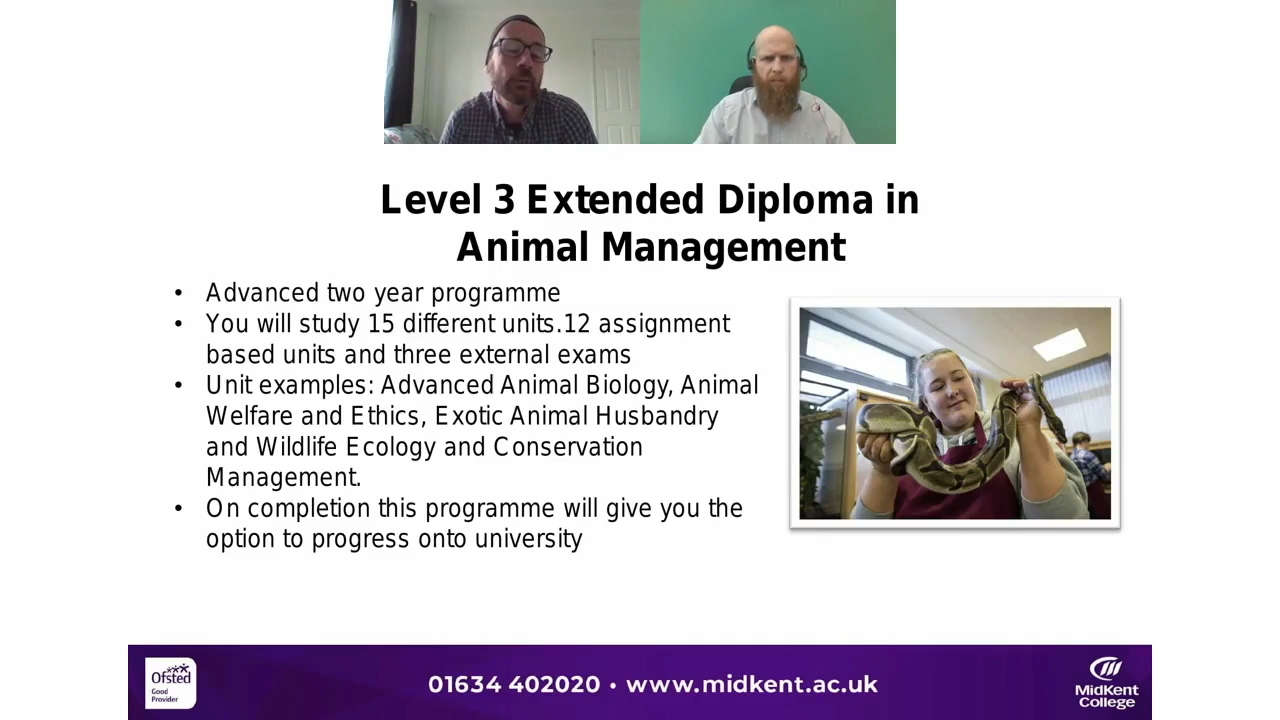 Level 3 Extended Diploma in
Animal Management
• Advanced two year programme
• You will study 15 different units.12 assignment
based units and three external exams
• Unit examples: Advanced Animal Biology, Animal
Welfare and Ethics, Exotic Animal Husbandry
and Wildlife Ecology and Conservation
Management.
• On completion this programme will give you the
option to progress onto university
Ofsted
Good
Provider
01634 402020 • www.midkent.ac.uk
MidKent
College